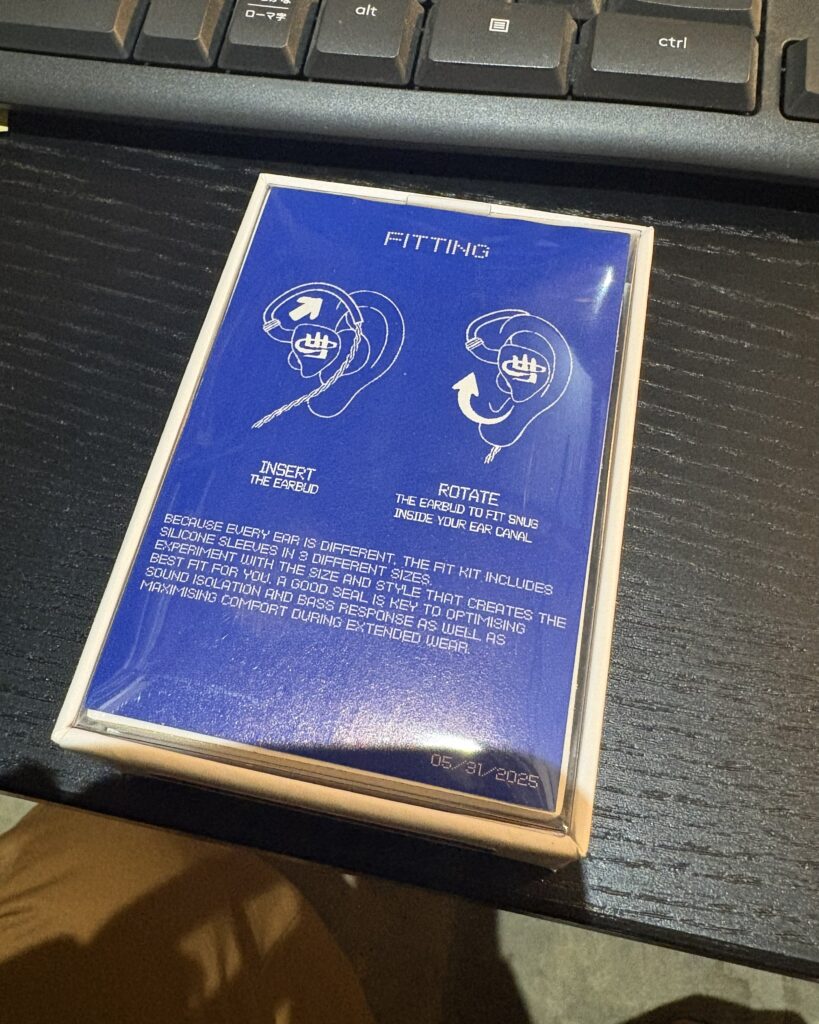 ローマ字
alt
ctrl
FITTING
INSERT
THE EARBUD
ROTATE
THE EARBUD TO FIT SNUG
INSIDE YOUR EAR CANAL
BECAUSE EVERY EAR IS DIFFERENT, THE FIT KIT INCLUDES
SILICONE SLEEVES IN 3 DIFFERENT SIZES.
EXPERIMENT WITH THE SIZE AND STYLE THAT CREATES THE
BEST FIT FOR YOU. A GOOD SEAL IS KEY TO OPTIMISING
SOUND ISOLATION AND BASS RESPONSE AS WELL AS
MAXIMISING COMFORT DURING EXTENDED WEAR.
05/31/2025